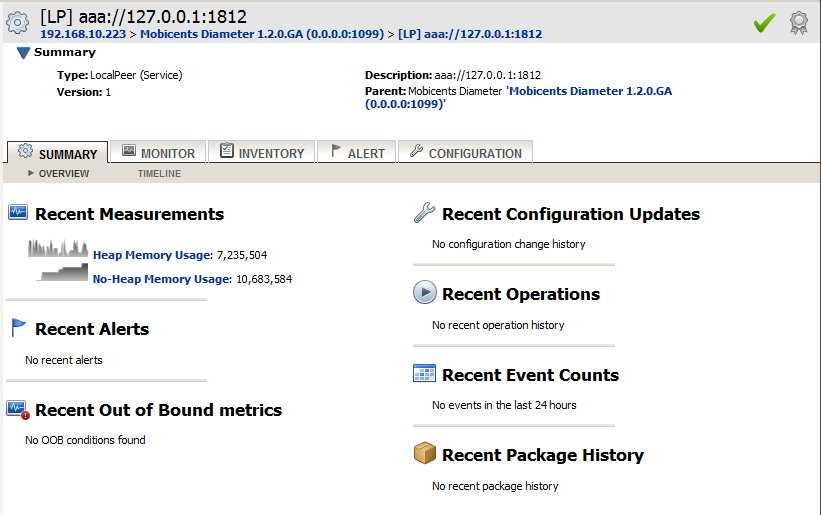 [LP] aaa://127.0.0.1:1812
192.168.10.223 > Mobicents Diameter 1.2.0.GA (0.0.0.0:1099) > [LP] aaa://127.0.0.1:1812
Summary
Type: LocalPeer (Service)
Version: 1
Description: aaa://127.0.0.1:1812
Parent: Mobicents Diameter 'Mobicents Diameter 1.2.0.GA
(0.0.0.0:1099)'
SUMMARY MONITOR INVENTORY ALERT CONFIGURATION
OVERVIEW TIMELINE
Recent Measurements
Heap Memory Usage: 7,235,504
No-Heap Memory Usage: 10,683,584
Recent Alerts
No recent alerts
Recent Out of Bound metrics
No OOB conditions found
Recent Configuration Updates
No configuration change history
Recent Operations
No recent operation history
Recent Event Counts
No events in the last 24 hours
Recent Package History
No recent package history